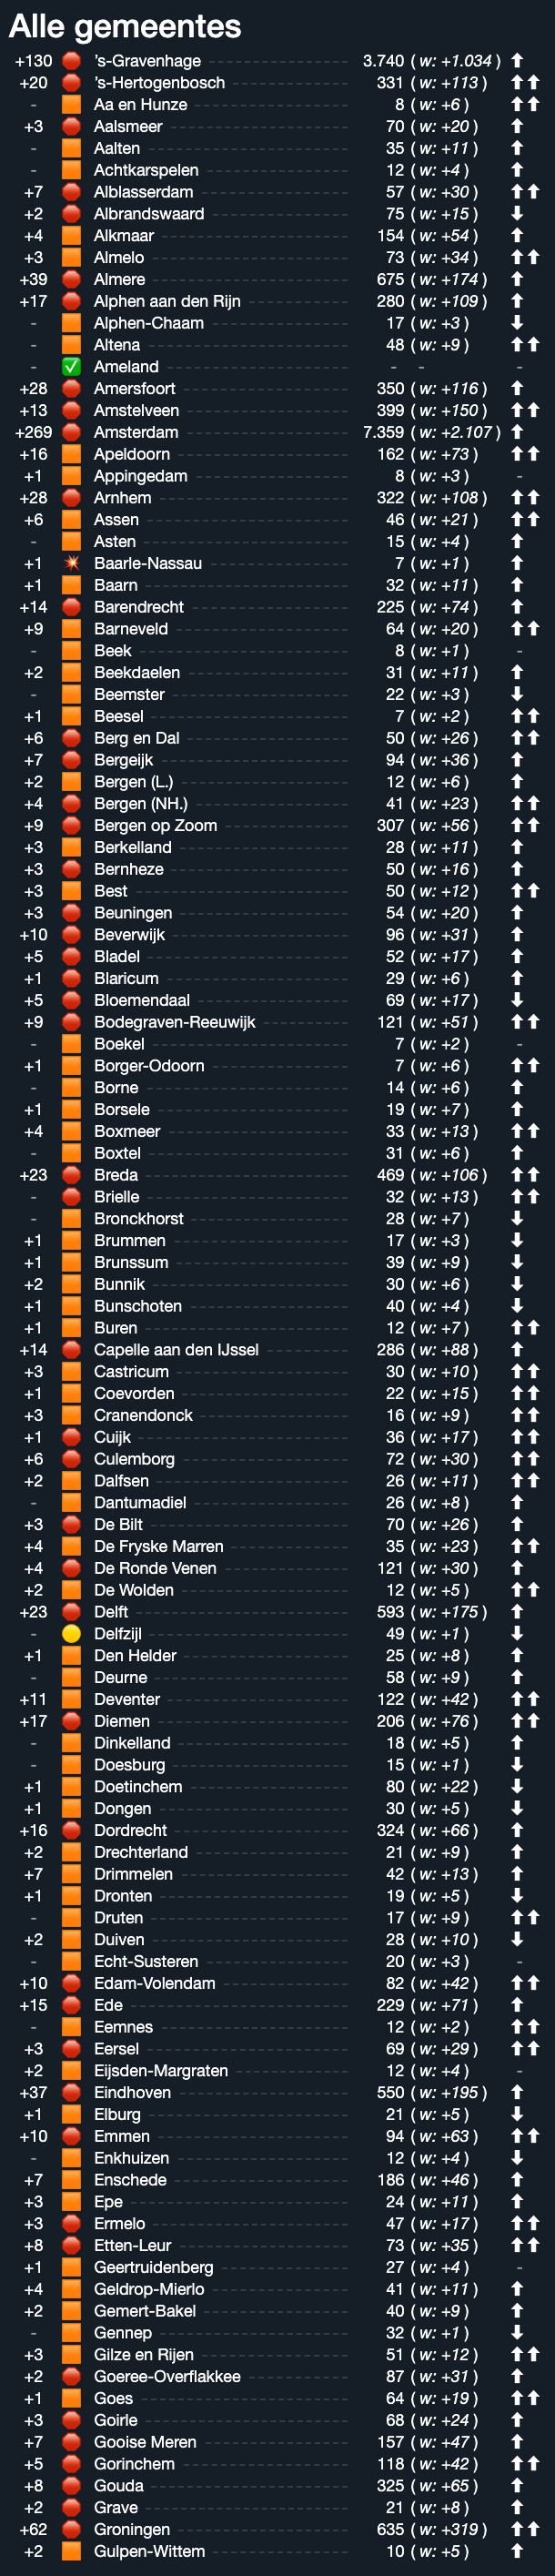 Alle gemeentes
+130 's-Gravenhage 3.740 ( w: +1.034 )
+20 's-Hertogenbosch 331 ( w: +113 )
- Aa en Hunze 8 ( w: +6 )
+3 Aalsmeer 70 ( w: +20 )
- Aalten 35 ( w: +11 )
- Achtkarspelen 12 ( w: +4 )
+7 Alblasserdam 57 ( w: +30 )
+2 Albrandswaard 75 ( w: +15 )
+4 Alkmaar 154 ( w: +54 )
+3 Almelo 73 ( w: +34 )
+39 Almere 675 ( w: +174 )
+17 Alphen aan den Rijn 280 ( w: +109 )
- Alphen-Chaam 17 ( w: +3 )
- Altena 48 ( w: +9 )
- Ameland - - -
+28 Amersfoort 350 ( w: +116 )
+13 Amstelveen 399 ( w: +150 )
+269 Amsterdam 7.359 ( w: +2.107 )
+16 Apeldoorn 162 ( w: +73 )
+1 Appingedam 8 ( w: +3 ) -
+28 Arnhem 322 ( w: +108 )
+6 Assen 46 ( w: +21 )
- Asten 15 ( w: +4 )
+1 Baarle-Nassau 7 ( w: +1 )
+1 Baarn 32 ( w: +11 )
+14 Barendrecht 225 ( w: +74 )
+9 Barneveld 64 ( w: +20 )
- Beek 8 ( w: +1 ) -
+2 Beekdaelen 31 ( w: +11 )
- Beemster 22 ( w: +3 )
+1 Beesel 7 ( w: +2 )
+6 Berg en Dal 50 ( w: +26 )
+7 Bergeijk 94 ( w: +36 )
+2 Bergen (L.) 12 ( w: +6 )
+4 Bergen (NH.) 41 ( w: +23 )
+9 Bergen op Zoom 307 ( w: +56 )
+3 Berkelland 28 ( w: +11 )
+3 Bernheze 50 ( w: +16 )
+3 Best 50 ( w: +12 )
+3 Beuningen 54 ( w: +20 )
+10 Beverwijk 96 ( w: +31 )
+5 Bladel 52 ( w: +17 )
+1 Blaricum 29 ( w: +6 )
+5 Bloemendaal 69 ( w: +17 )
+9 Bodegraven-Reeuwijk 121 ( w: +51 )
- Boekel 7 ( w: +2 ) -
+1 Borger-Odoorn 7 ( w: +6 )
- Borne 14 ( w: +6 )
+1 Borsele 19 ( w: +7 )
+4 Boxmeer 33 ( w: +13 )
- Boxtel 31 ( w: +6 )
+23 Breda 469 ( w: +106 )
- Brielle 32 ( w: +13 )
- Bronckhorst 28 ( w: +7 )
+1 Brummen 17 ( w: +3 )
+1 Brunssum 39 ( w: +9 )
+2 Bunnik 30 ( w: +6 )
+1 Bunschoten 40 ( w: +4 )
+1 Buren 12 ( w: +7 )
+14 Capelle aan den IJssel 286 ( w: +88 )
+3 Castricum 30 ( w: +10 )
+1 Coevorden 22 ( w: +15 )
+3 Cranendonck 16 ( w: +9 )
+1 Cuijk 36 ( w: +17 )
+6 Culemborg 72 ( w: +30 )
+2 Dalfsen 26 ( w: +11 )
- Dantumadiel 26 ( w: +8 )
+3 De Bilt 70 ( w: +26 )
+4 De Fryske Marren 35 ( w: +23 )
+4 De Ronde Venen 121 ( w: +30 )
+2 De Wolden 12 ( w: +5 )
+23 Delft 593 ( w: +175 )
- Delfzijl 49 ( w: +1 )
+1 Den Helder 25 ( w: +8 )
- Deurne 58 ( w: +9 )
+11 Deventer 122 ( w: +42 )
+17 Diemen 206 ( w: +76 )
- Dinkelland 18 ( w: +5 )
- Doesburg 15 ( w: +1 )
+1 Doetinchem 80 ( w: +22 )
+1 Dongen 30 ( w: +5 )
+16 Dordrecht 324 ( w: +66 )
+2 Drechterland 21 ( w: +9 )
+7 Drimmelen 42 ( w: +13 )
+1 Dronten 19 ( w: +5 )
- Druten 17 ( w: +9 )
+2 Duiven 28 ( w: +10 )
- Echt-Susteren 20 ( w: +3 ) -
+10 Edam-Volendam 82 ( w: +42 )
+15 Ede 229 ( w: +71 )
- Eemnes 12 ( w: +2 )
+3 Eersel 69 ( w: +29 )
+2 Eijsden-Margraten 12 ( w: +4 ) -
+37 Eindhoven 550 ( w: +195 )
+1 Elburg 21 ( w: +5 )
+10 Emmen 94 ( w: +63 )
- Enkhuizen 12 ( w: +4 )
+7 Enschede 186 ( w: +46 )
+3 Epe 24 ( w: +11 )
+3 Ermelo 47 ( w: +17 )
+8 Etten-Leur 73 ( w: +35 )
+1 Geertruidenberg 27 ( w: +4 ) -
+4 Geldrop-Mierlo 41 ( w: +11 )
+2 Gemert-Bakel 40 ( w: +9 )
- Gennep 32 ( w: +1 )
+3 Gilze en Rijen 51 ( w: +12 )
+2 Goeree-Overflakkee 87 ( w: +31 )
+1 Goes 64 ( w: +19 )
+3 Goirle 68 ( w: +24 )
+7 Gooise Meren 157 ( w: +47 )
+5 Gorinchem 118 ( w: +42 )
+8 Gouda 325 ( w: +65 )
+2 Grave 21 ( w: +8 )
+62 Groningen 635 ( w: +319 )
+2 Gulpen-Wittem 10 ( w: +5 )